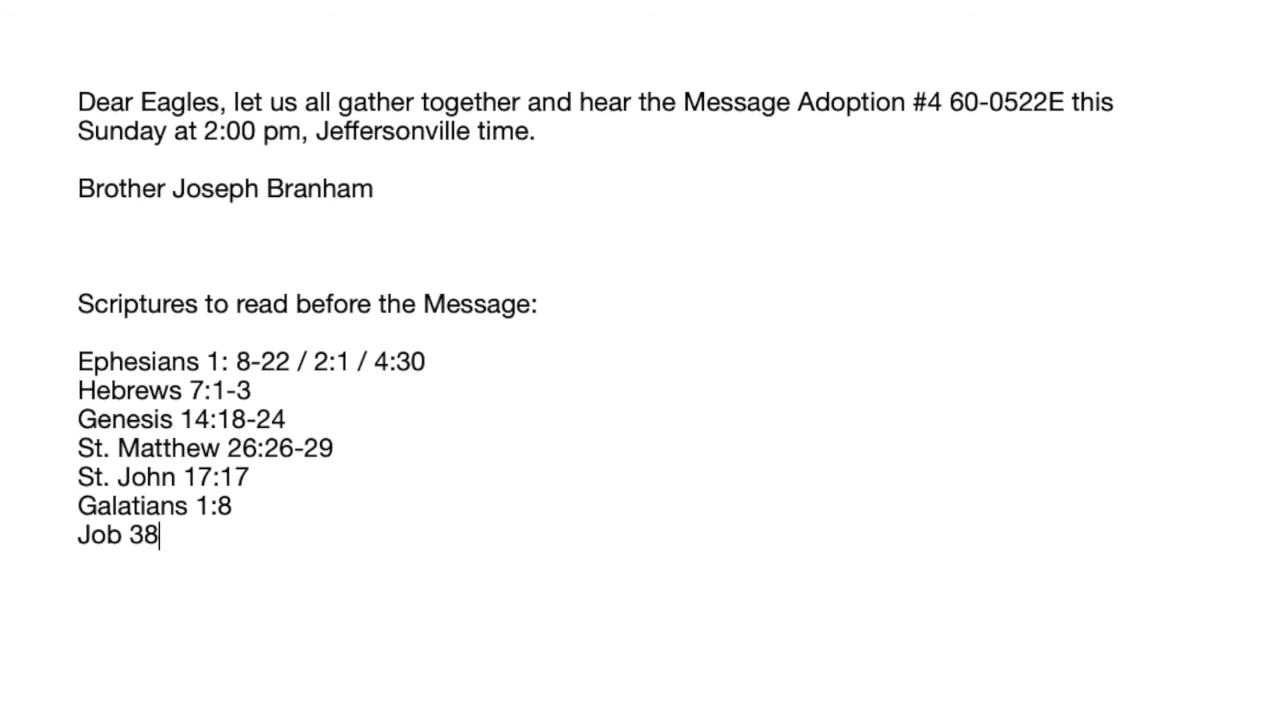 Dear Eagles, let us all gather together and hear the Message Adoption #4 60-0522E this
Sunday at 2:00 pm, Jeffersonville time.
Brother Joseph Branham
Scriptures to read before the Message:
Ephesians 1: 8-22 / 2:1 / 4:30
Hebrews 7:1-3
Genesis 14:18-24
St. Matthew 26:26-29
St. John 17:17
Galatians 1:8
Job 38